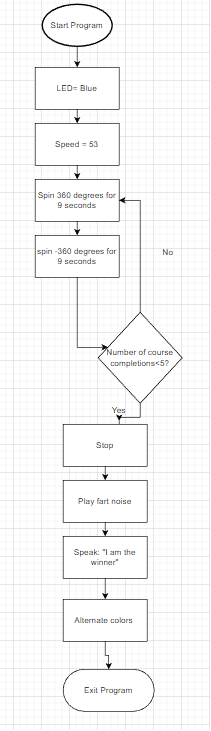 Start Program
LED= Blue
Speed = 53
Spin 360 degrees for
9 seconds
spin -360 degrees for
9 seconds
No
Number of course
completions<5?
Yes
Stop
Play fart noise
Speak: "I am the
winner"
Alternate colors
Exit Program